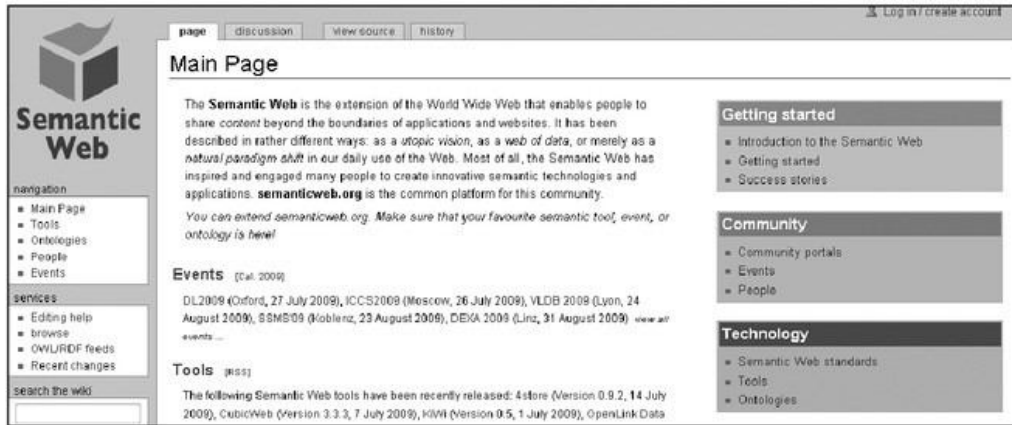 Log in / create account
page discussion view source history
Main Page
Semantic
Web
The Semantic Web is the extension of the World Wide Web that enables people to
share content beyond the boundaries of applications and websites. It has been
described in rather different ways: as a utopic vision, as a web of data, or merely as a
natural paradigm shift in our daily use of the Web. Most of all, the Semantic Web has
inspired and engaged many people to create innovative semantic technologies and
applications. semanticweb.org is the common platform for this community.
You can extend semanticweb.org. Make sure that your favourite semantic tool, event, or
ontology is here!
Events [Cal. 2009]
DL2009 (Oxford, 27 July 2009), ICCS2009 (Moscow, 26 July 2009), VLDB 2009 (Lyon, 24
August 2009), SSMS'09 (Koblenz, 23 August 2009), DEXA 2009 (Linz, 31 August 2009) view all
events ...
Tools [RSS]
The following Semantic Web tools have been recently released: 4store (Version 0.9.2, 14 July
2009), CubicWeb (Version 3.3.3, 7 July 2009), KiWi (Version 0.5, 1 July 2009), OpenLink Data
navigation
Main Page
Tools
Ontologies
People
Events
services
Editing help
browse
OWL/RDF feeds
Recent changes
search the wiki
Getting started
Introduction to the Semantic Web
Getting started
Success stories
Community
Community portals
Events
People
Technology
Semantic Web standards
Tools
Ontologies